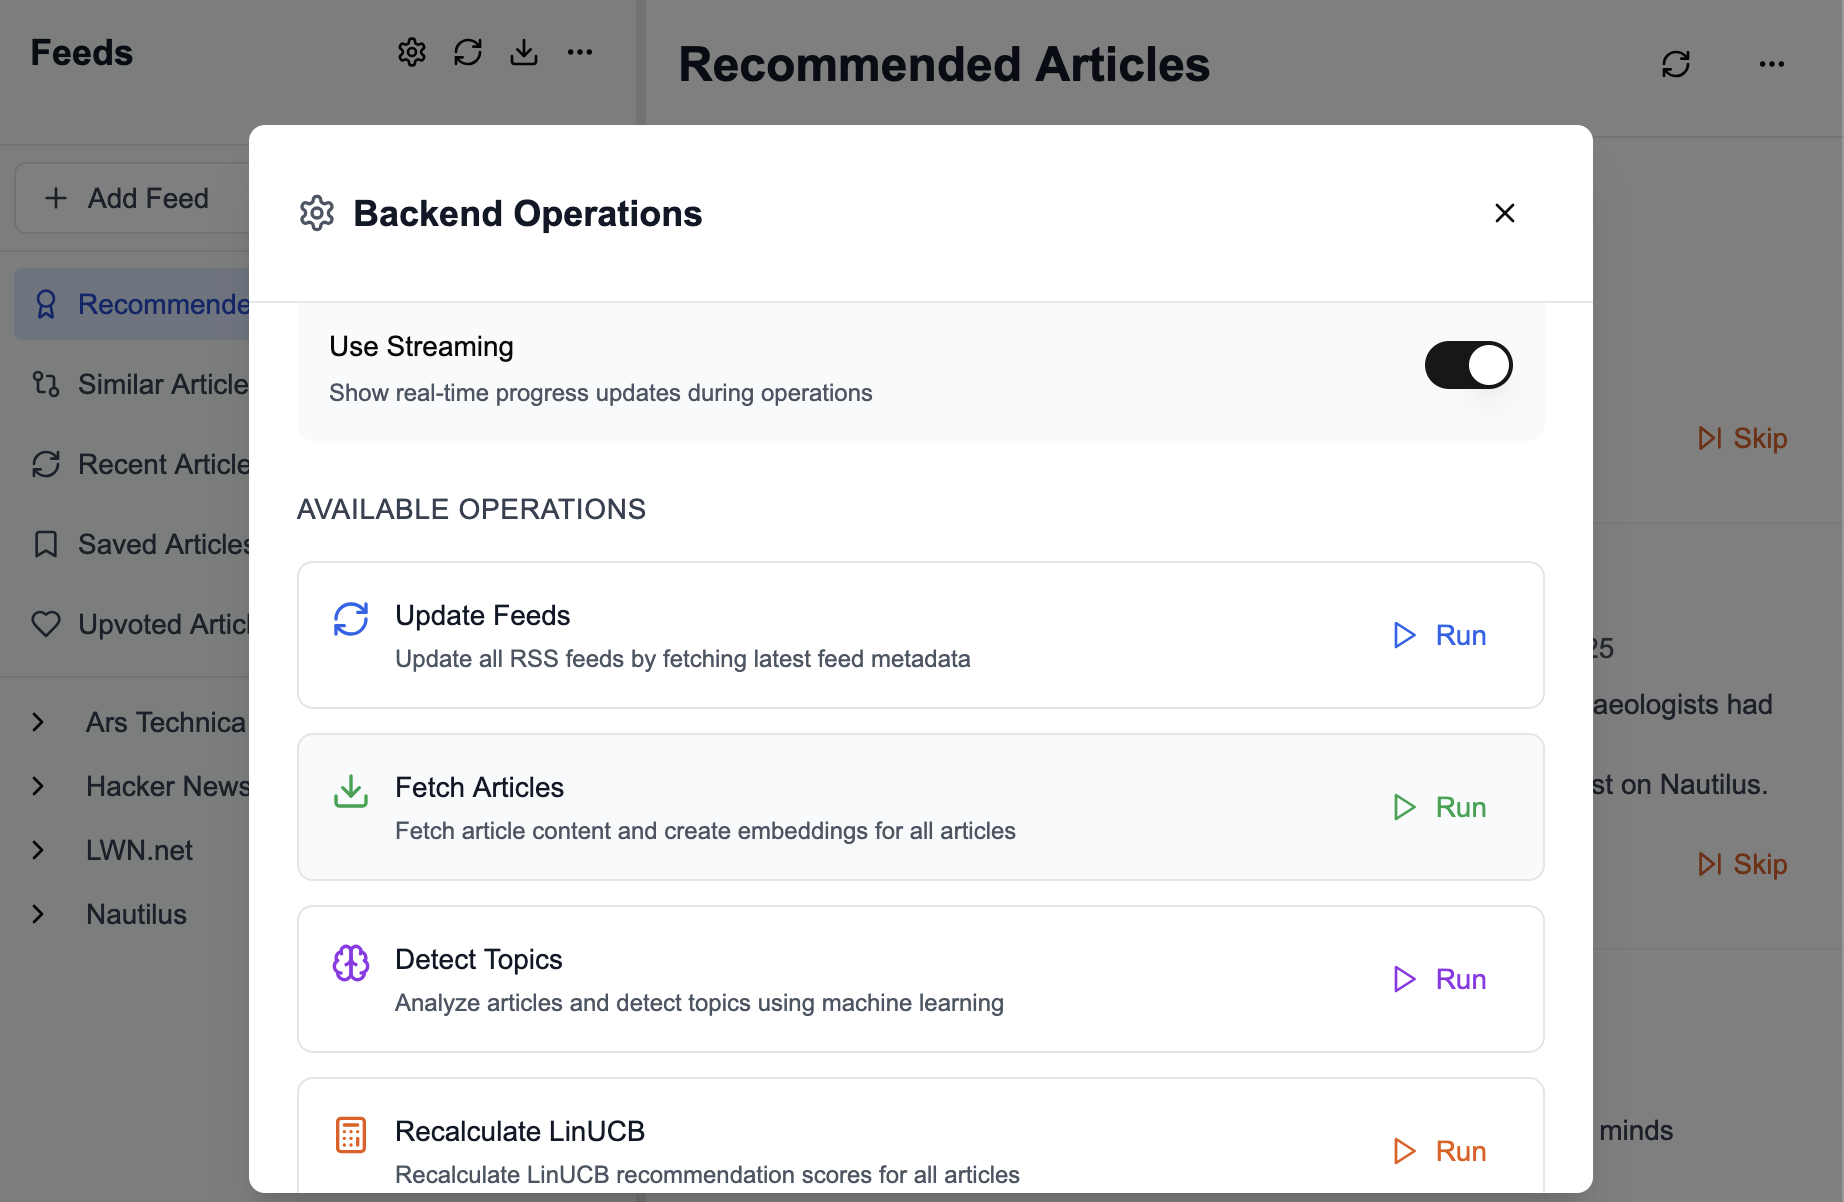 Feeds
Recommended Articles
Add Feed
Recommende
Similar Article
Recent Article
Saved Articles
Upvoted Artic
Ars Technica
Hacker News
LWN.net
Nautilus
Backend Operations
Use Streaming
Show real-time progress updates during operations
AVAILABLE OPERATIONS
Update Feeds
Update all RSS feeds by fetching latest feed metadata
Run
Fetch Articles
Fetch article content and create embeddings for all articles
Run
Detect Topics
Analyze articles and detect topics using machine learning
Run
Recalculate LinUCB
Recalculate LinUCB recommendation scores for all articles
Run
Skip
25
aeologists had
st on Nautilus.
Skip
minds